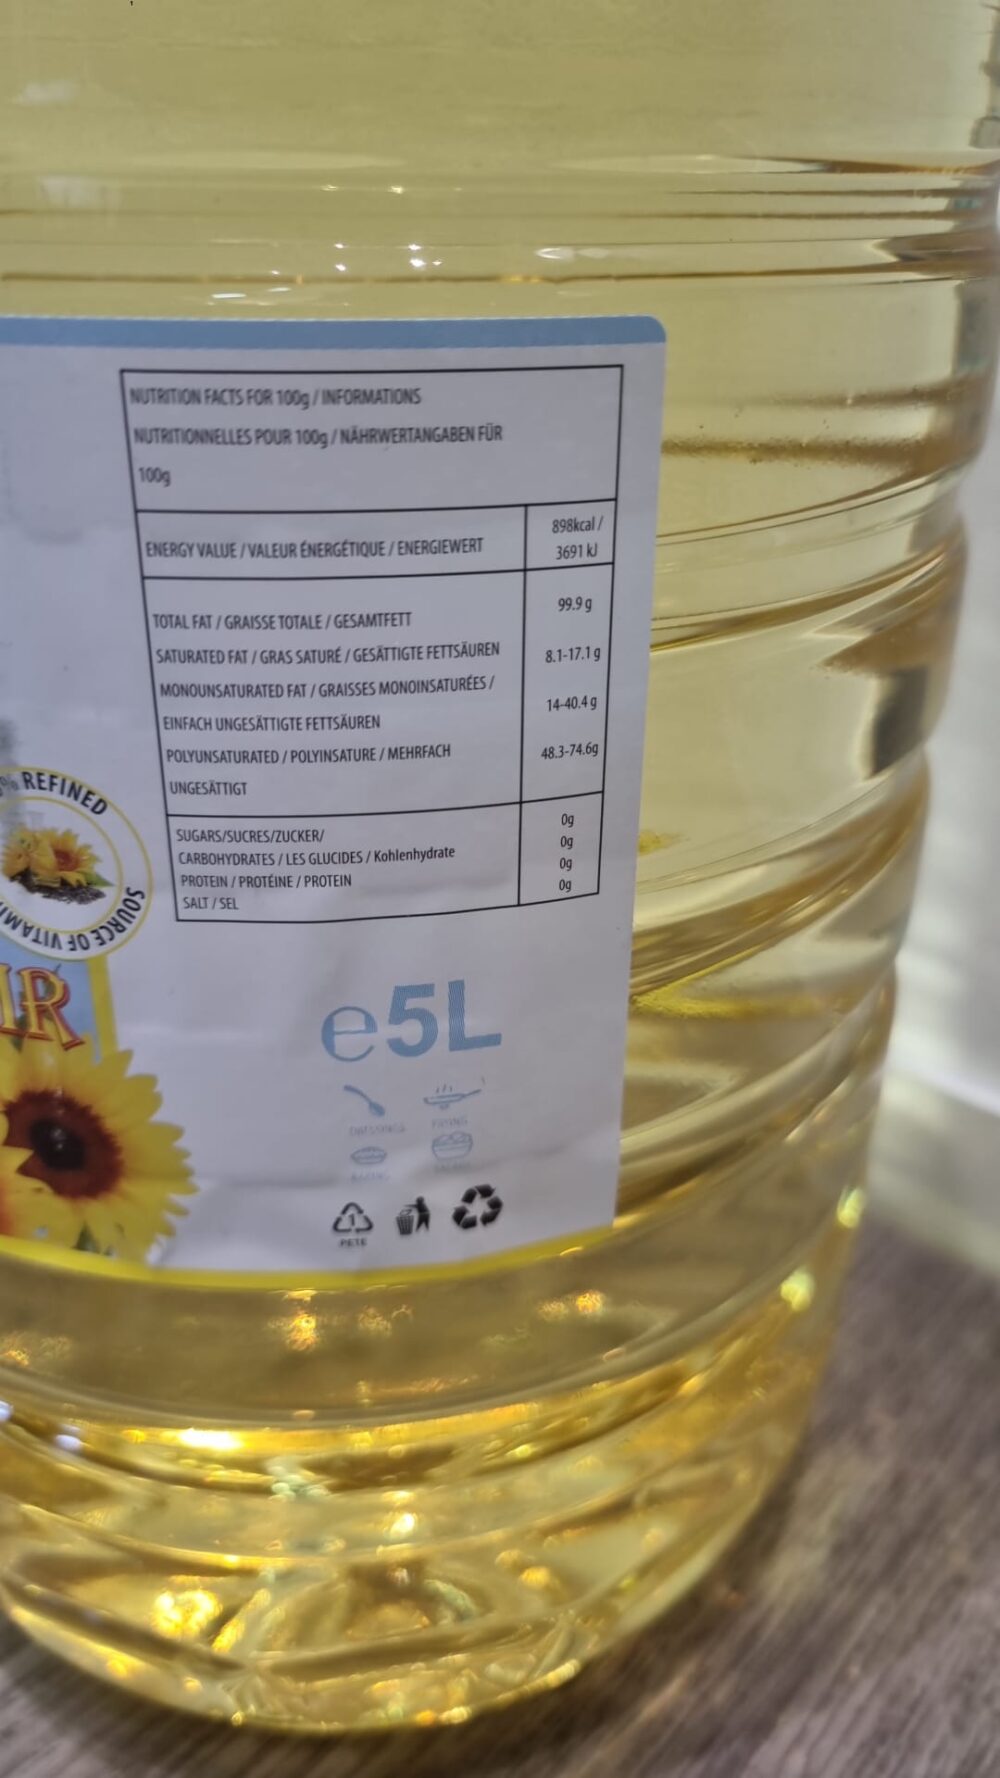 NUTRITION FACTS FOR 100g / INFORMATIONS
NUTRITIONNELLES POUR 100g / NÄHRWERTANGABEN FÜR
100g
ENERGY VALUE / VALEUR ÉNERGÉTIQUE / ENERGIEWERT
898kcal /
3691 kJ
TOTAL FAT / GRAISSE TOTALE / GESAMTFETT 99.9 g
SATURATED FAT / GRAS SATURÉ / GESÄTTIGTE FETTSÄUREN 8.1-17.1 g
MONOUNSATURATED FAT / GRAISSES MONOINSATURÉES / 14-40.4 g
EINFACH UNGESÄTTIGTE FETTSÄUREN
POLYUNSATURATED / POLYINSATURE / MEHRFACH 48.3-74.6g
UNGESÄTTIGT
SUGARS/SUCRES/ZUCKER/ 0g
CARBOHYDRATES / LES GLUCIDES / Kohlenhydrate 0g
PROTEIN / PROTÉINE / PROTEIN 0g
SALT / SEL 0g
% REFINED
SOURCE OF
IR
e5L
FRYING
1
PETE